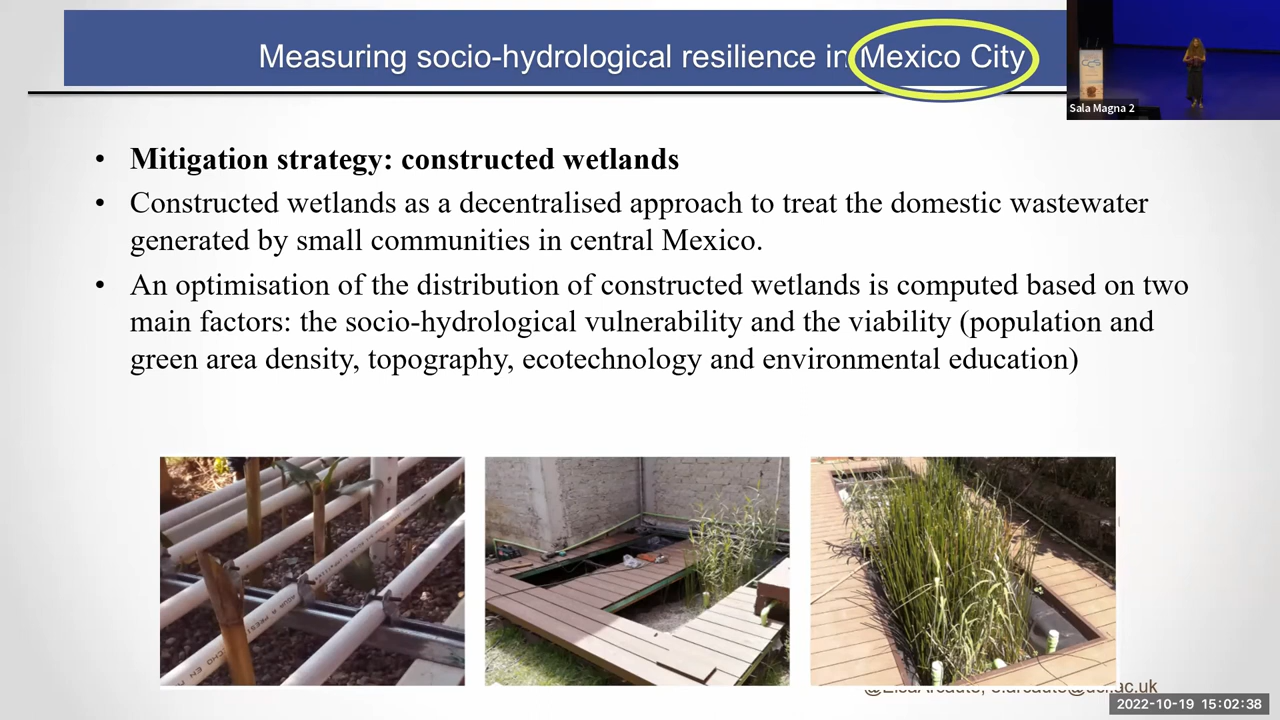 Measuring socio-hydrological resilience in Mexico City
Sala Magna 2
• Mitigation strategy: constructed wetlands
• Constructed wetlands as a decentralised approach to treat the domestic wastewater
generated by small communities in central Mexico.
• An optimisation of the distribution of constructed wetlands is computed based on two
main factors: the socio-hydrological vulnerability and the viability (population and
green area density, topography, ecotechnology and environmental education)
2022-10-19 15:02:38